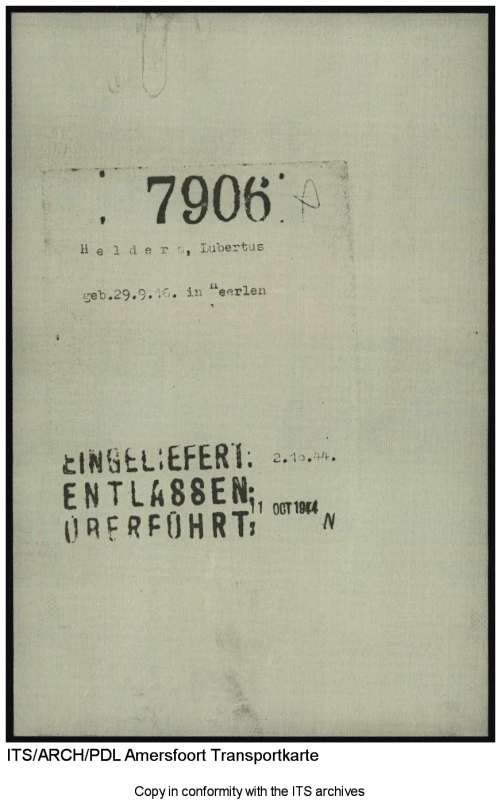 7906 A
H e l d e r s, Lubertus
geb.29.9.16. in Heerlen
EINGELIEFERT: 2.10.44.
ENTLASSEN:
11 OCT 1944
ÜBERFÜHRT: N
ITS/ARCH/PDL Amersfoort Transportkarte
Copy in conformity with the ITS archives